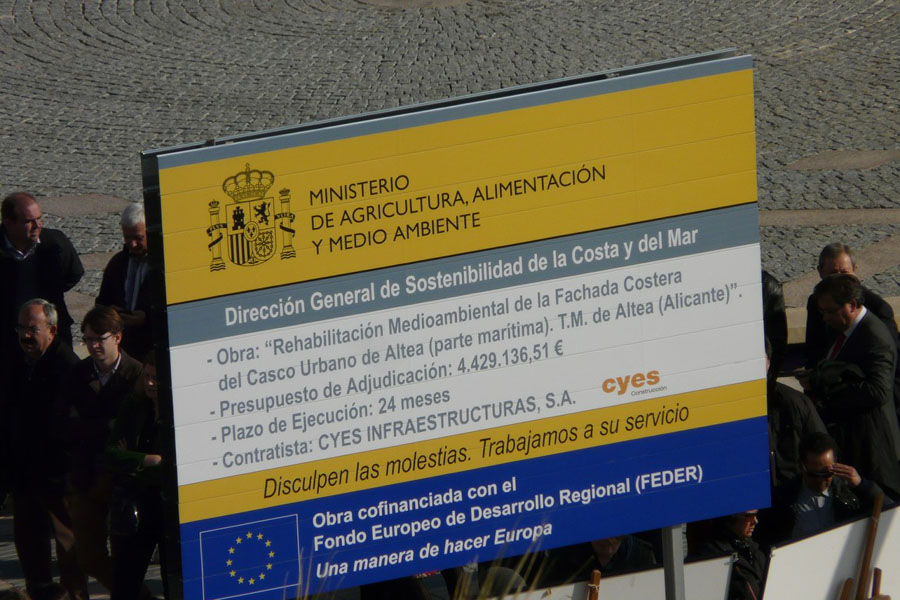 MINISTERIO
DE AGRICULTURA, ALIMENTACIÓN
Y MEDIO AMBIENTE
Dirección General de Sostenibilidad de la Costa y del Mar
- Obra: “Rehabilitación Medioambiental de la Fachada Costera
del Casco Urbano de Altea (parte marítima). T.M. de Altea (Alicante)”.
- Presupuesto de Adjudicación: 4.429.136,51 €
- Plazo de Ejecución: 24 meses
- Contratista: CYES INFRAESTRUCTURAS, S.A.
cyes
Construcción
Disculpen las molestias. Trabajamos a su servicio
Obra cofinanciada con el
Fondo Europeo de Desarrollo Regional (FEDER)
Una manera de hacer Europa